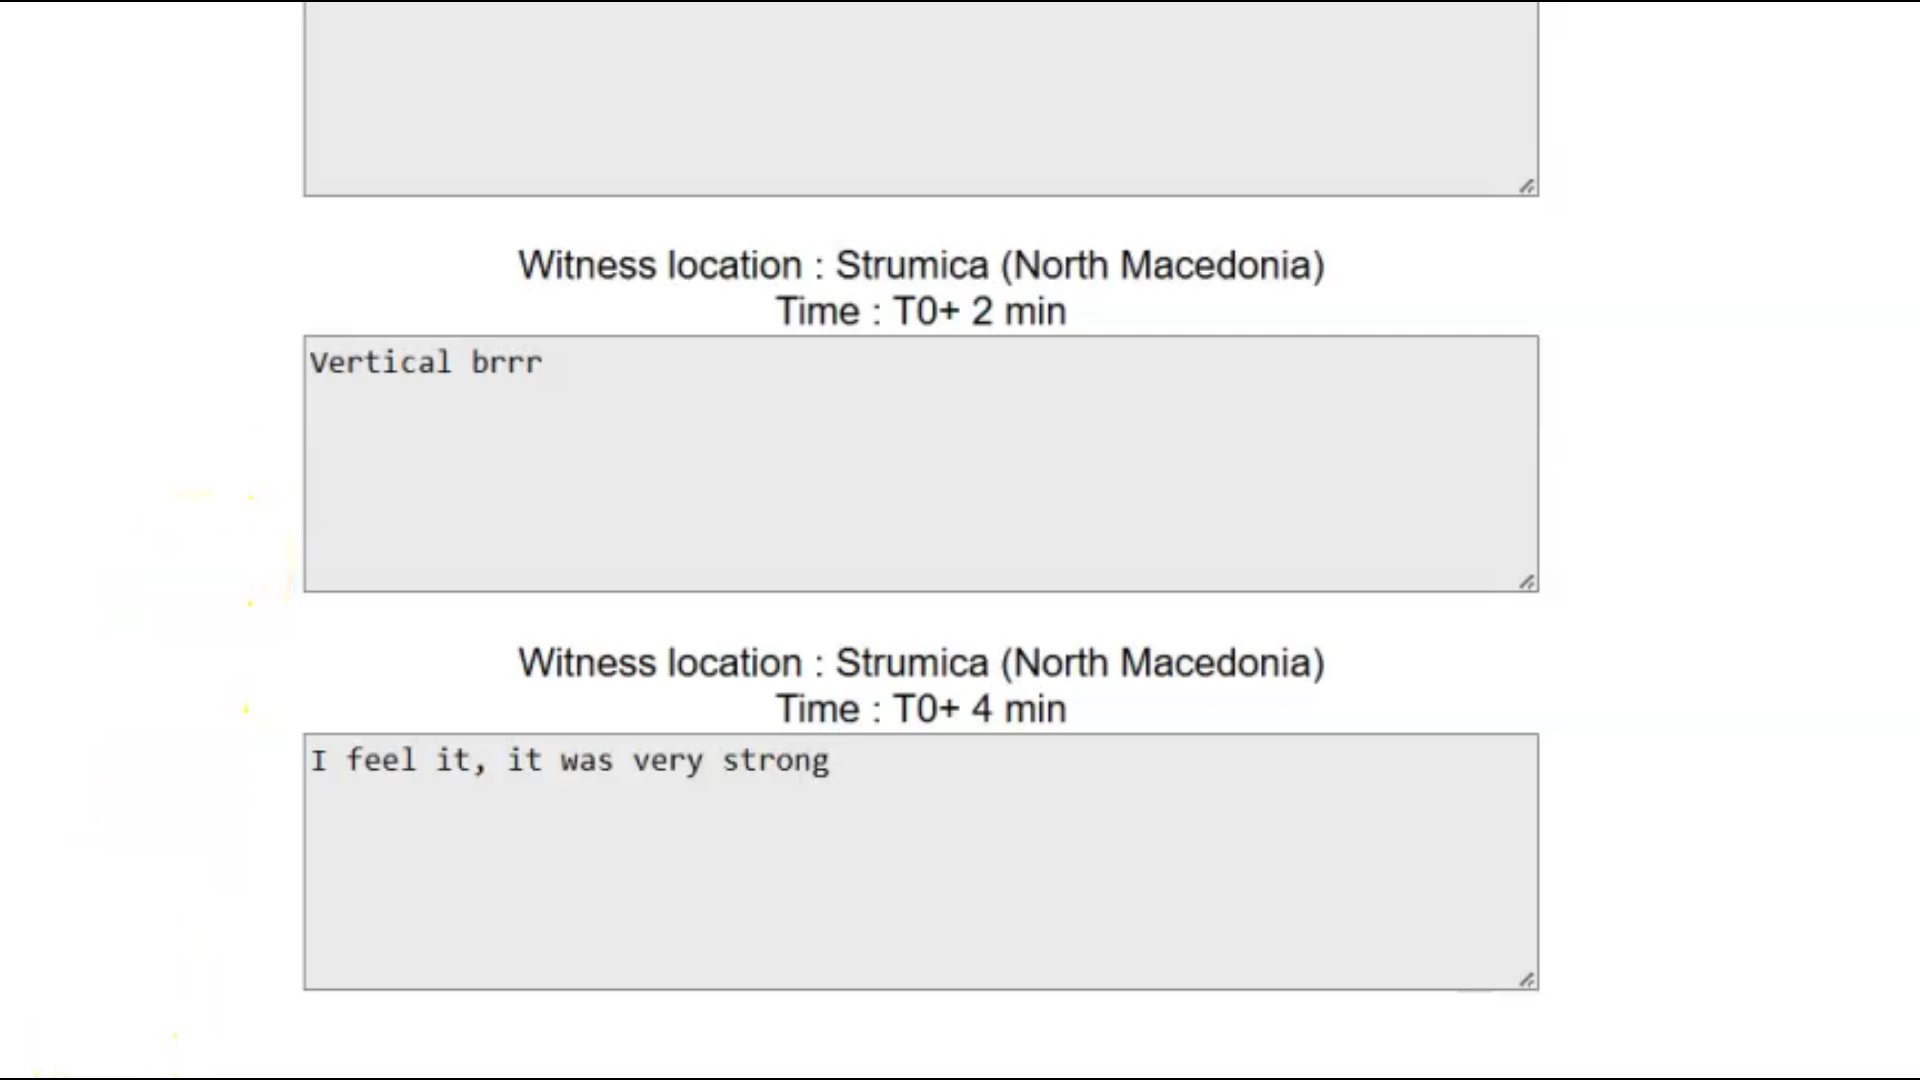 Witness location : Strumica (North Macedonia)
Time : T0+ 2 min
Vertical brrr
Witness location : Strumica (North Macedonia)
Time : T0+ 4 min
I feel it, it was very strong